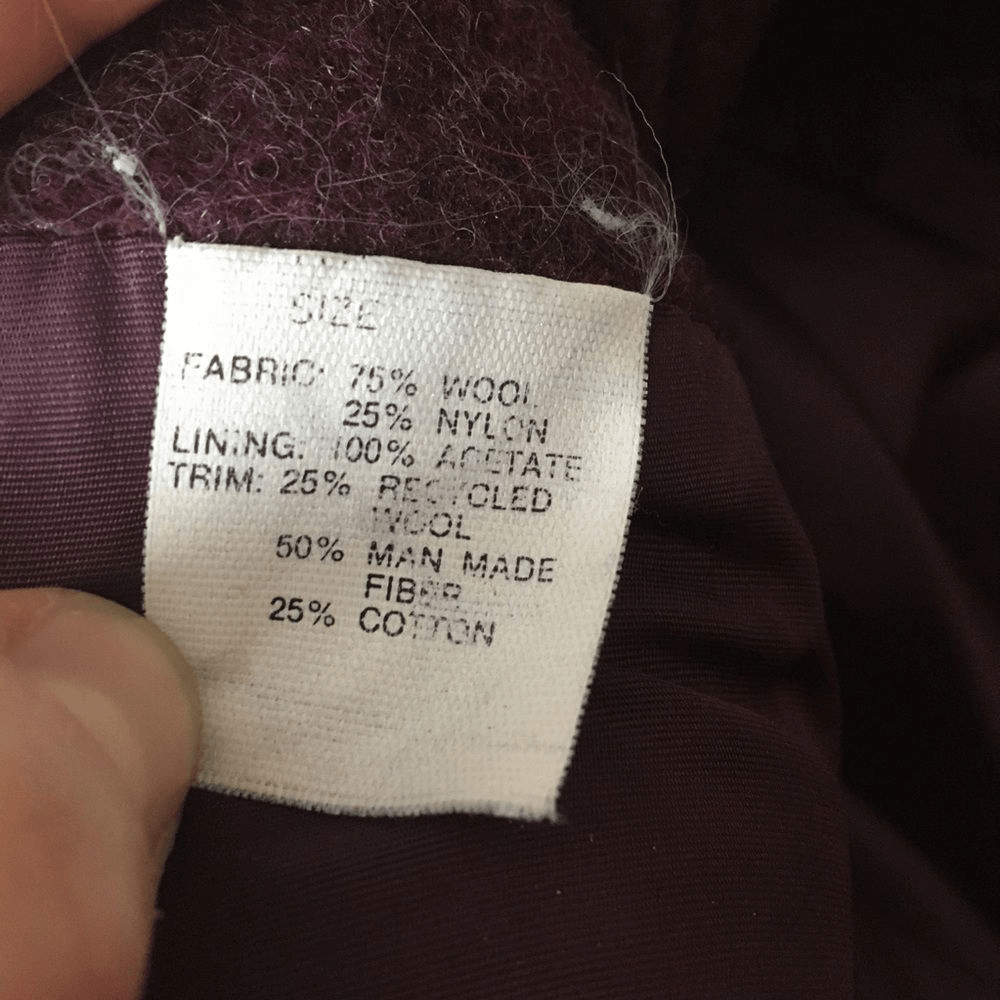 SIZE
FABRIC: 75% WOOL
25% NYLON
LINING: 100% ACETATE
TRIM: 25% RECYCLED
WOOL
50% MAN MADE
FIBER
25% COTTON